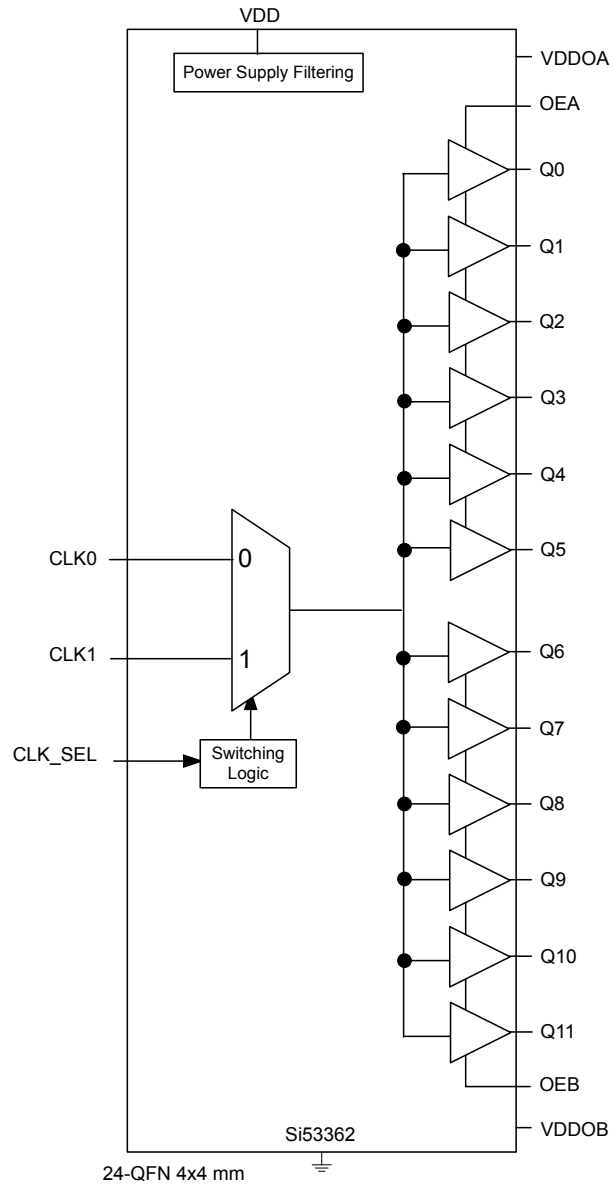 VDD
Power Supply Filtering
VDDOA
OEA
Q0
Q1
Q2
Q3
Q4
Q5
CLK0
0
CLK1
1
CLK_SEL
Switching
Logic
Q6
Q7
Q8
Q9
Q10
Q11
OEB
VDDOB
Si53362
24-QFN 4x4 mm